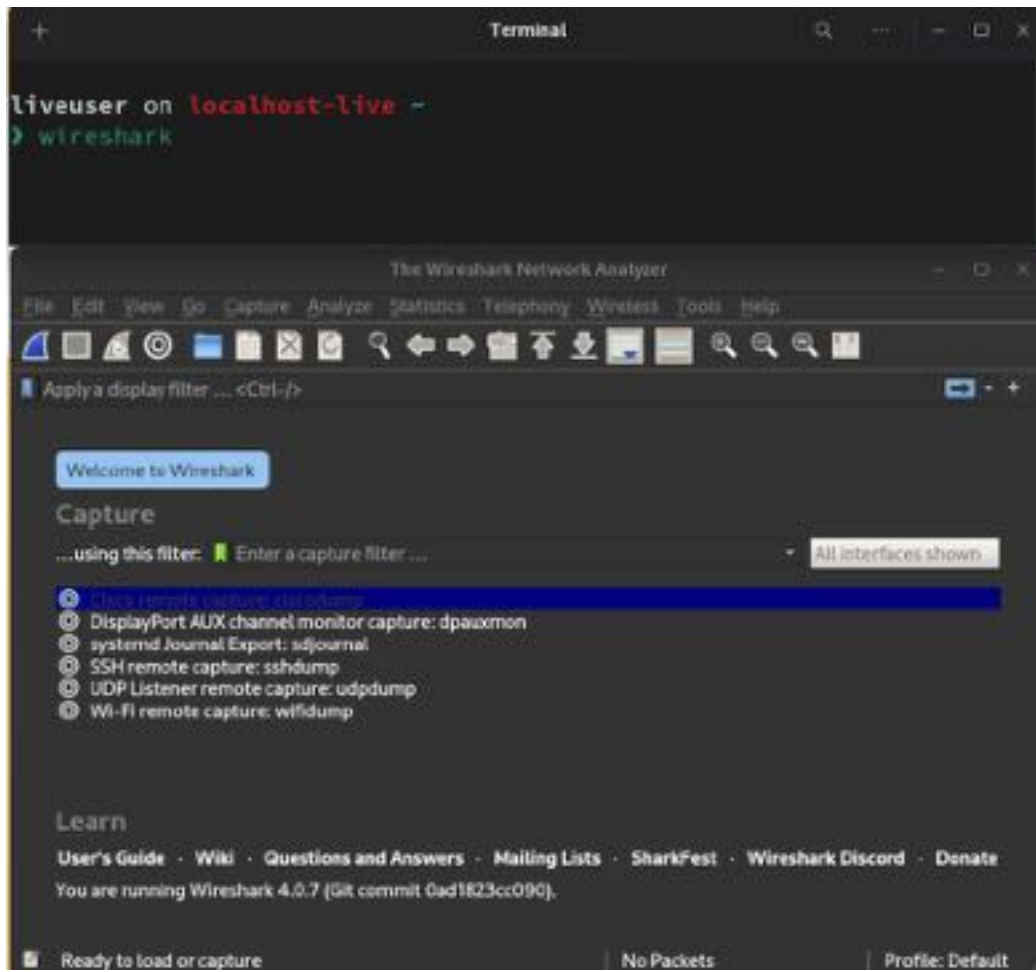 Terminal
liveuser on localhost-live ~
❯ wireshark
The Wireshark Network Analyzer
File Edit View Go Capture Analyze Statistics Telephony Wireless Tools Help
Apply a display filter ... <Ctrl-/>
Welcome to Wireshark
Capture
...using this filter: Enter a capture filter ... All interfaces shown
Cisco remote capture: ciscodump
DisplayPort AUX channel monitor capture: dpauxmon
systemd Journal Export: sdjournal
SSH remote capture: sshdump
UDP Listener remote capture: udpdump
Wi-Fi remote capture: wifidump
Learn
User's Guide · Wiki · Questions and Answers · Mailing Lists · SharkFest · Wireshark Discord · Donate
You are running Wireshark 4.0.7 (Git commit 0ad1823cc090).
Ready to load or capture No Packets Profile: Default